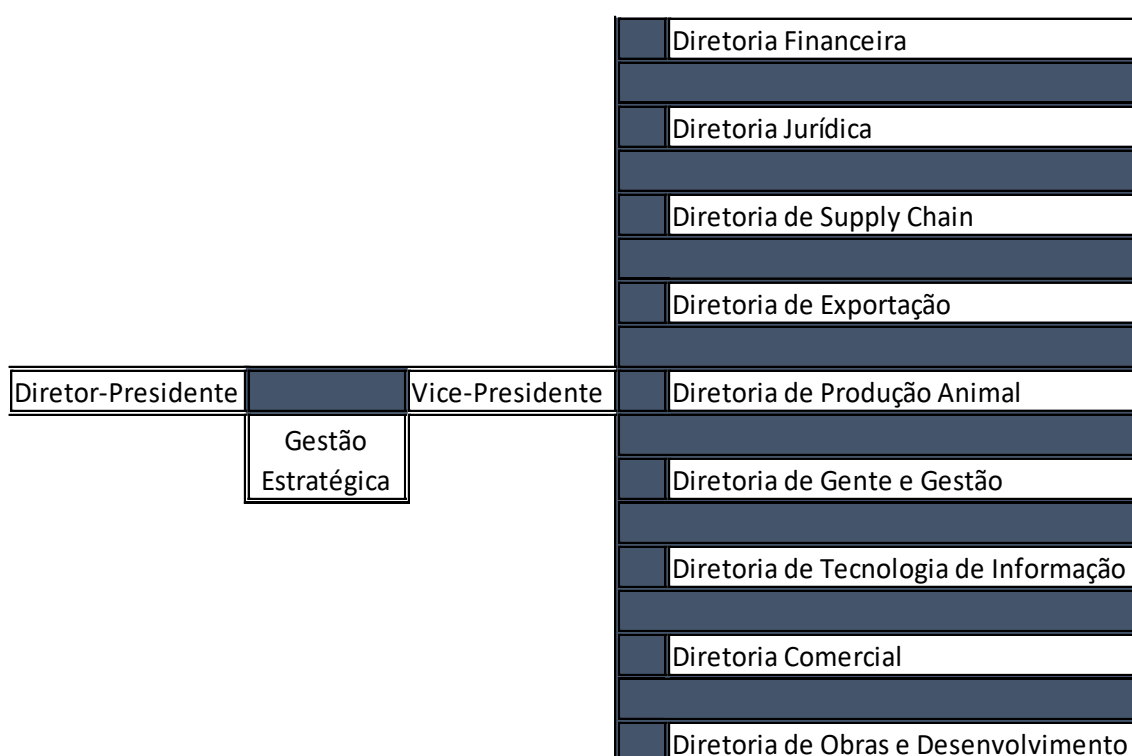 Diretoria Financeira
Diretoria Jurídica
Diretoria de Supply Chain
Diretoria de Exportação
Diretor-Presidente
Vice-Presidente
Diretoria de Produção Animal
Gestão
Estratégica
Diretoria de Gente e Gestão
Diretoria de Tecnologia de Informação
Diretoria Comercial
Diretoria de Obras e Desenvolvimento